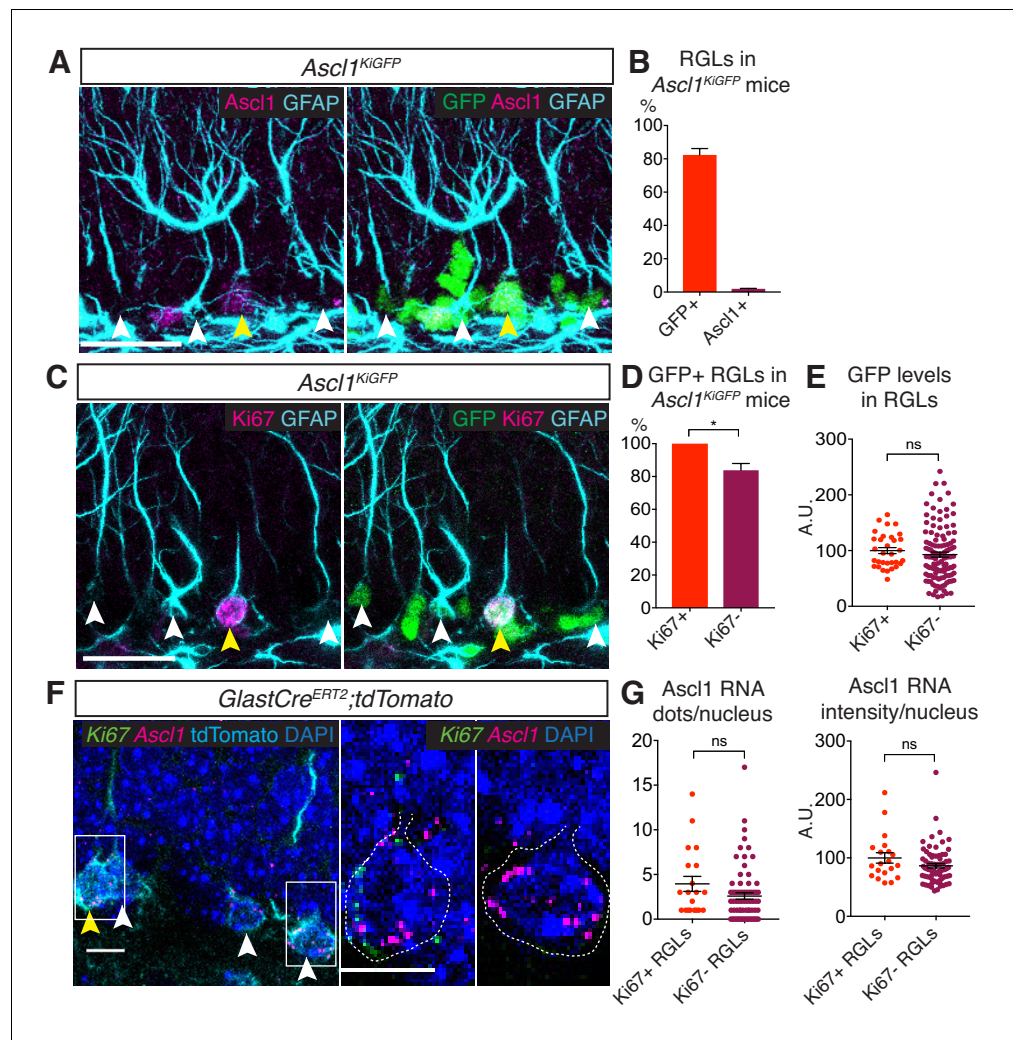 A
Ascl1KiGFP
Ascl1 GFAP
GFP Ascl1 GFAP
B
RGLs in
Ascl1KiGFP mice
%
100
80
60
40
20
0
GFP+
Ascl1+
C
Ascl1KiGFP
Ki67 GFAP
GFP Ki67 GFAP
D
GFP+ RGLs in
Ascl1KiGFP mice
%
*
100
80
60
40
20
0
Ki67+
Ki67-
E
GFP levels
in RGLs
ns
A.U.
300
200
100
0
Ki67+
Ki67-
F
GlastCreERT2;tdTomato
Ki67 Ascl1 tdTomato DAPI
Ki67 Ascl1 DAPI
G
Ascl1 RNA
dots/nucleus
ns
20
15
10
5
0
Ki67+ RGLs
Ki67- RGLs
Ascl1 RNA
intensity/nucleus
ns
A.U.
300
200
100
0
Ki67+ RGLs
Ki67- RGLs